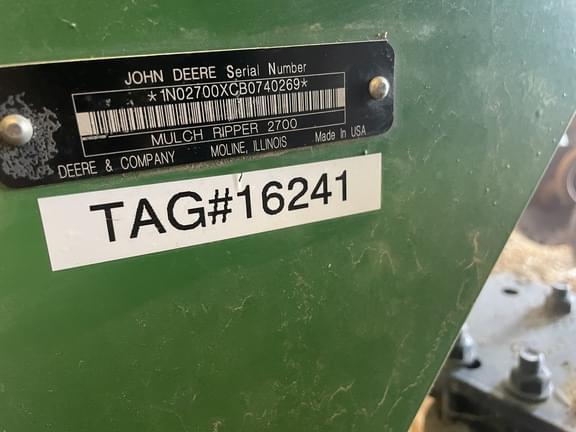 JOHN DEERE Serial Number
*1N02700XCB0740269*
MULCH RIPPER 2700
DEERE & COMPANY MOLINE, ILLINOIS Made In USA
TAG#16241